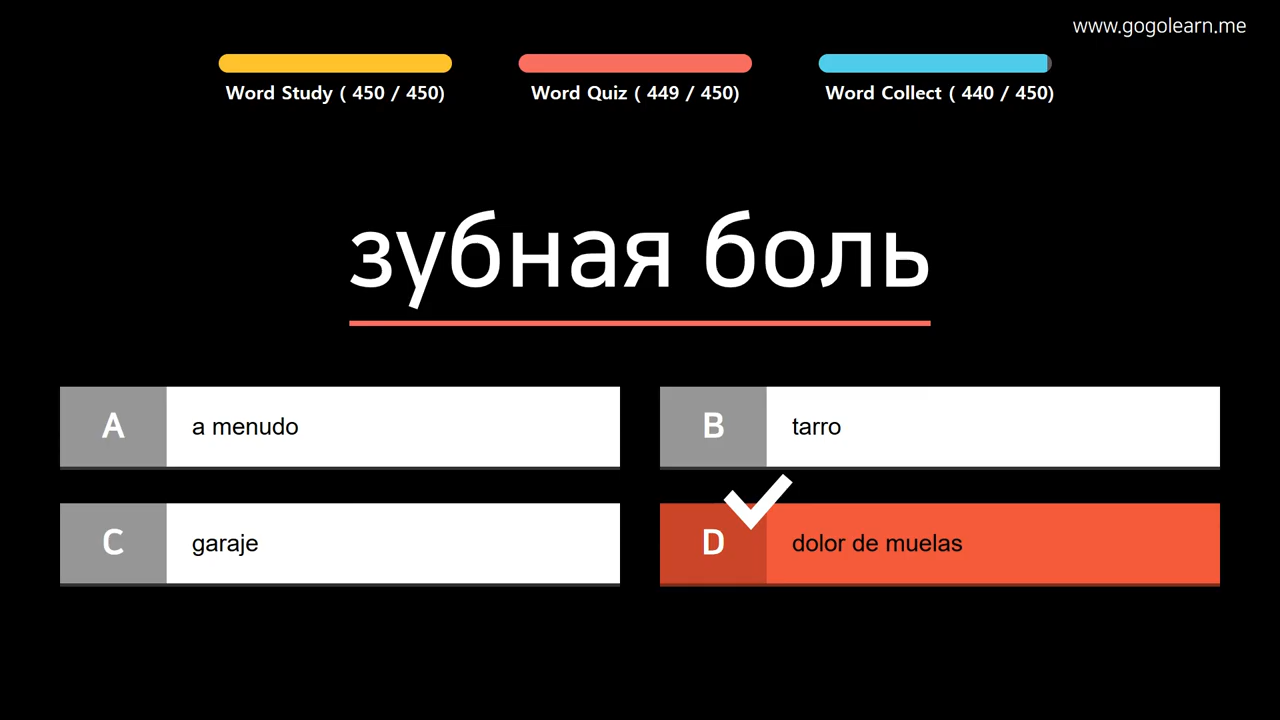 www.gogolearn.me
Word Study ( 450 / 450)
Word Quiz ( 449 / 450)
Word Collect ( 440 / 450)
зубная боль
A
a menudo
B
tarro
C
garaje
D
dolor de muelas